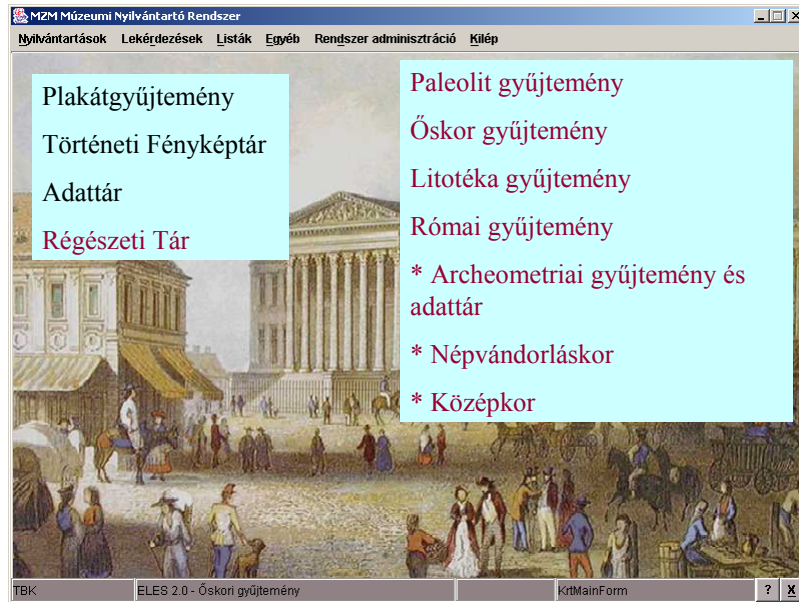 MZM Múzeumi Nyilvántartó Rendszer
Nyilvántartások Lekérdezések Listák Egyéb Rendszer adminisztráció Kilép
Plakátgyűjtemény
Történeti Fényképtár
Adattár
Régészeti Tár
Paleolit gyűjtemény
Őskor gyűjtemény
Litotéka gyűjtemény
Római gyűjtemény
* Archeometriai gyűjtemény és
adattár
* Népvándorláskor
* Középkor
TBK ELES 2.0 - Őskori gyűjtemény KrtMainForm ? X